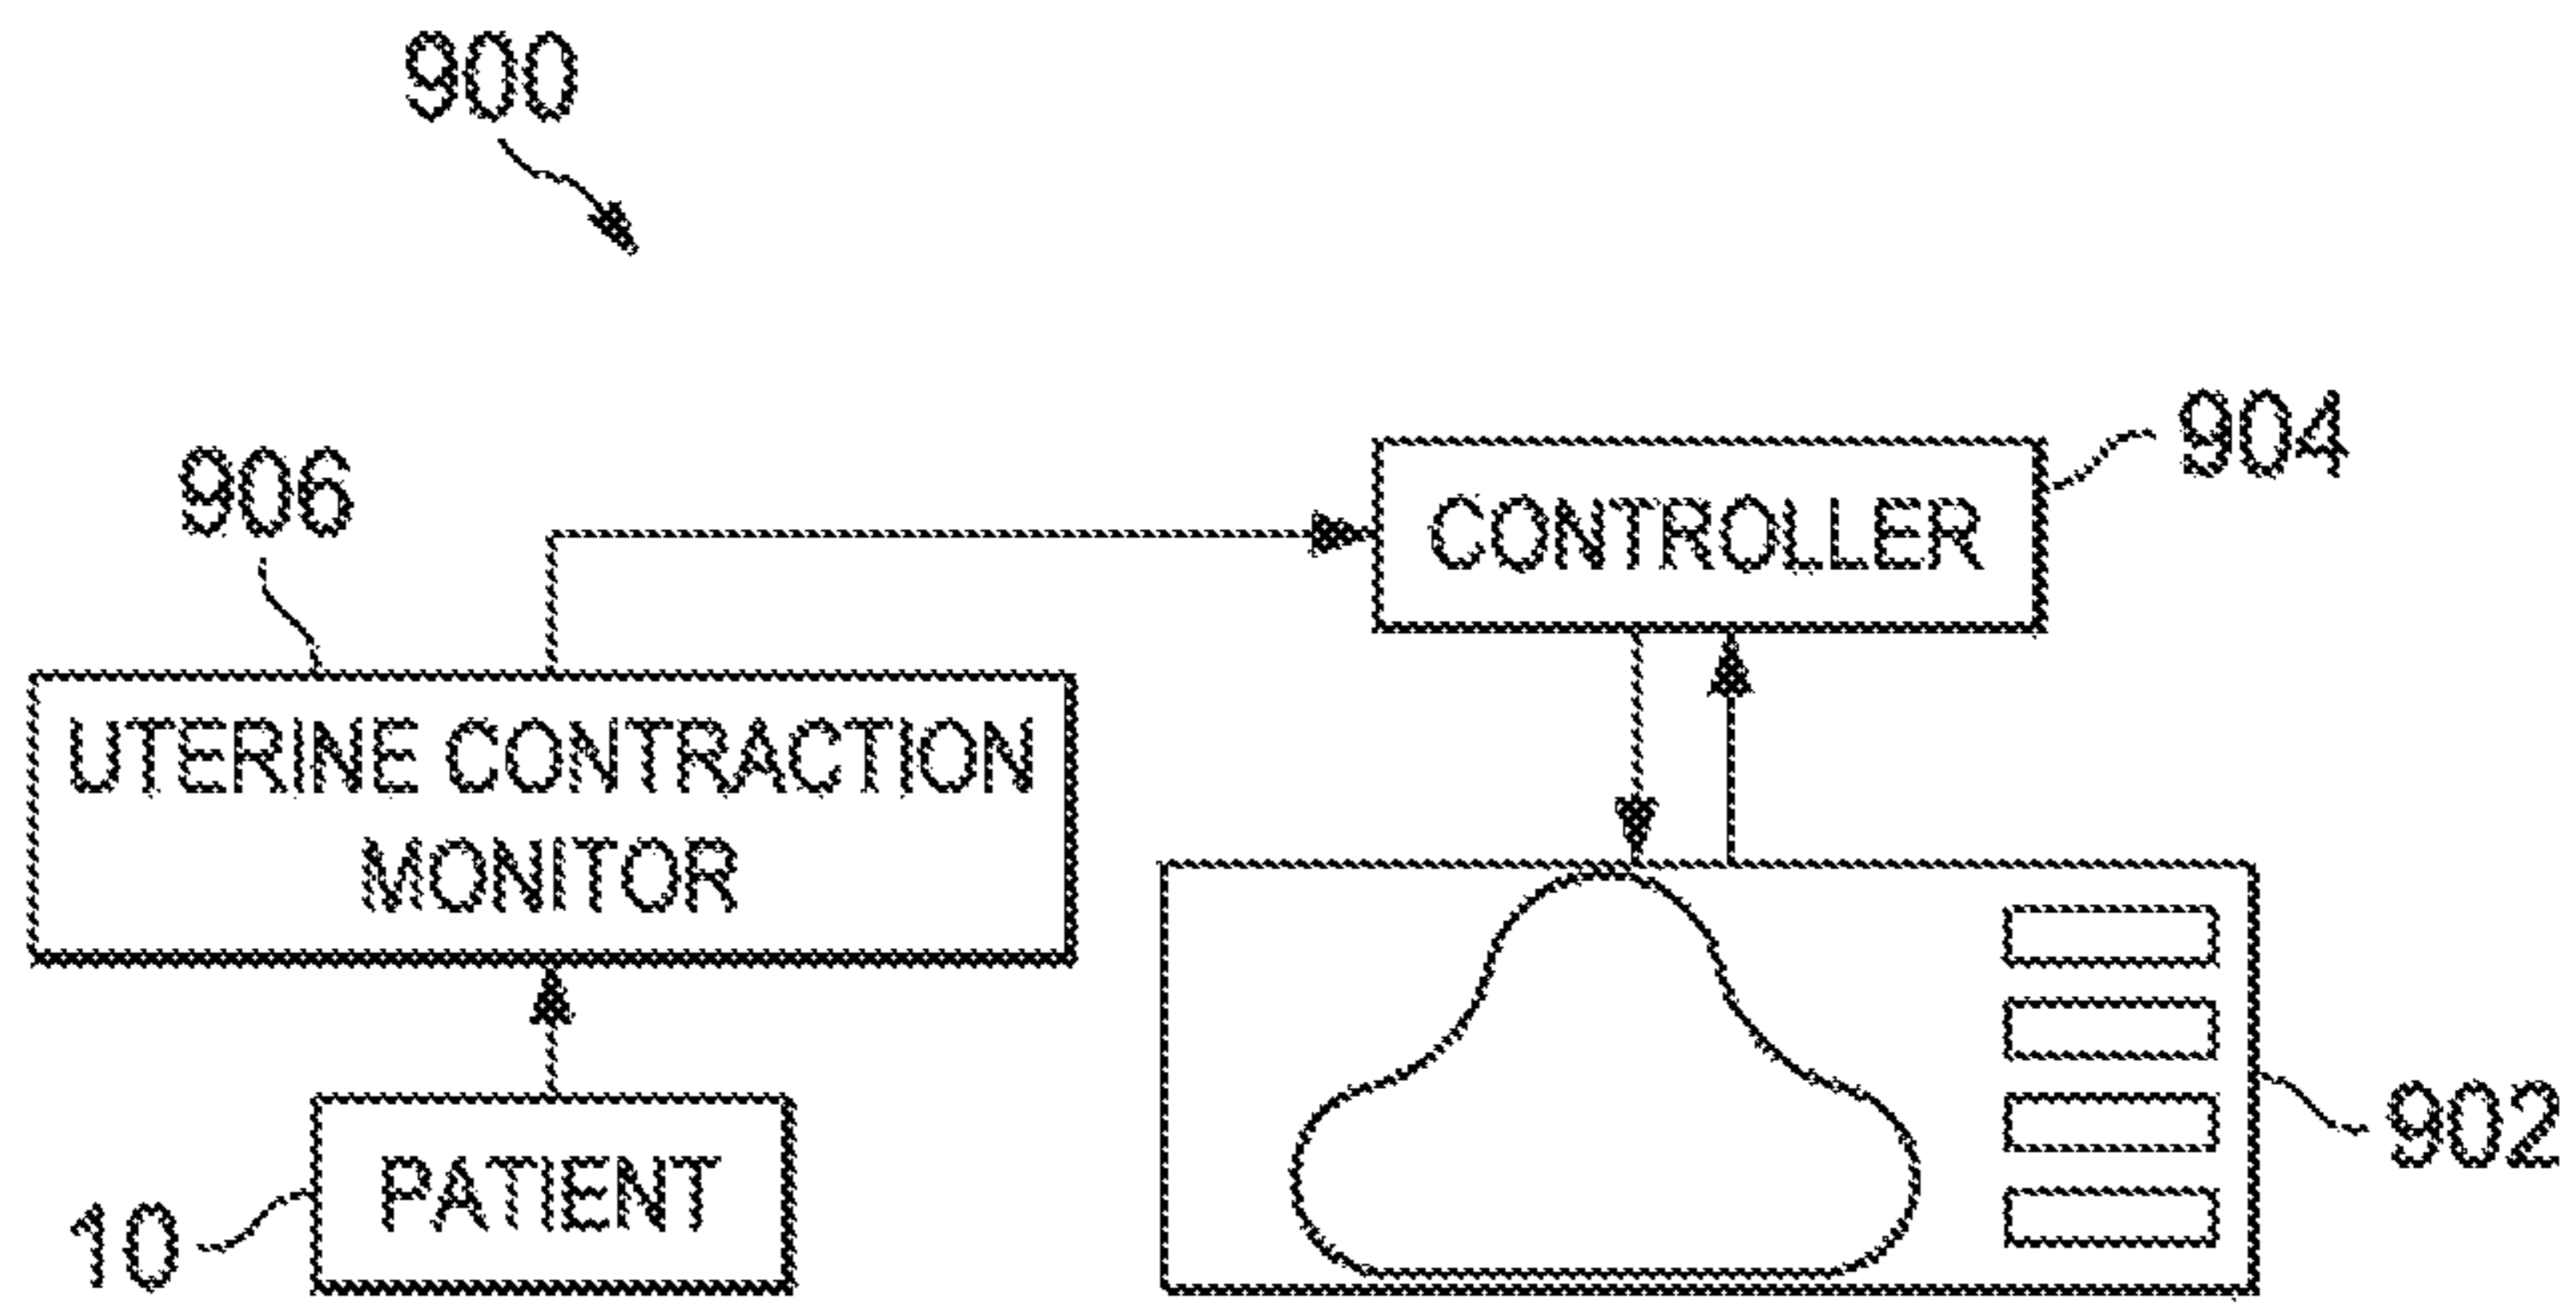 900
904
906
CONTROLLER
UTERINE CONTRACTION
MONITOR
902
PATIENT
10